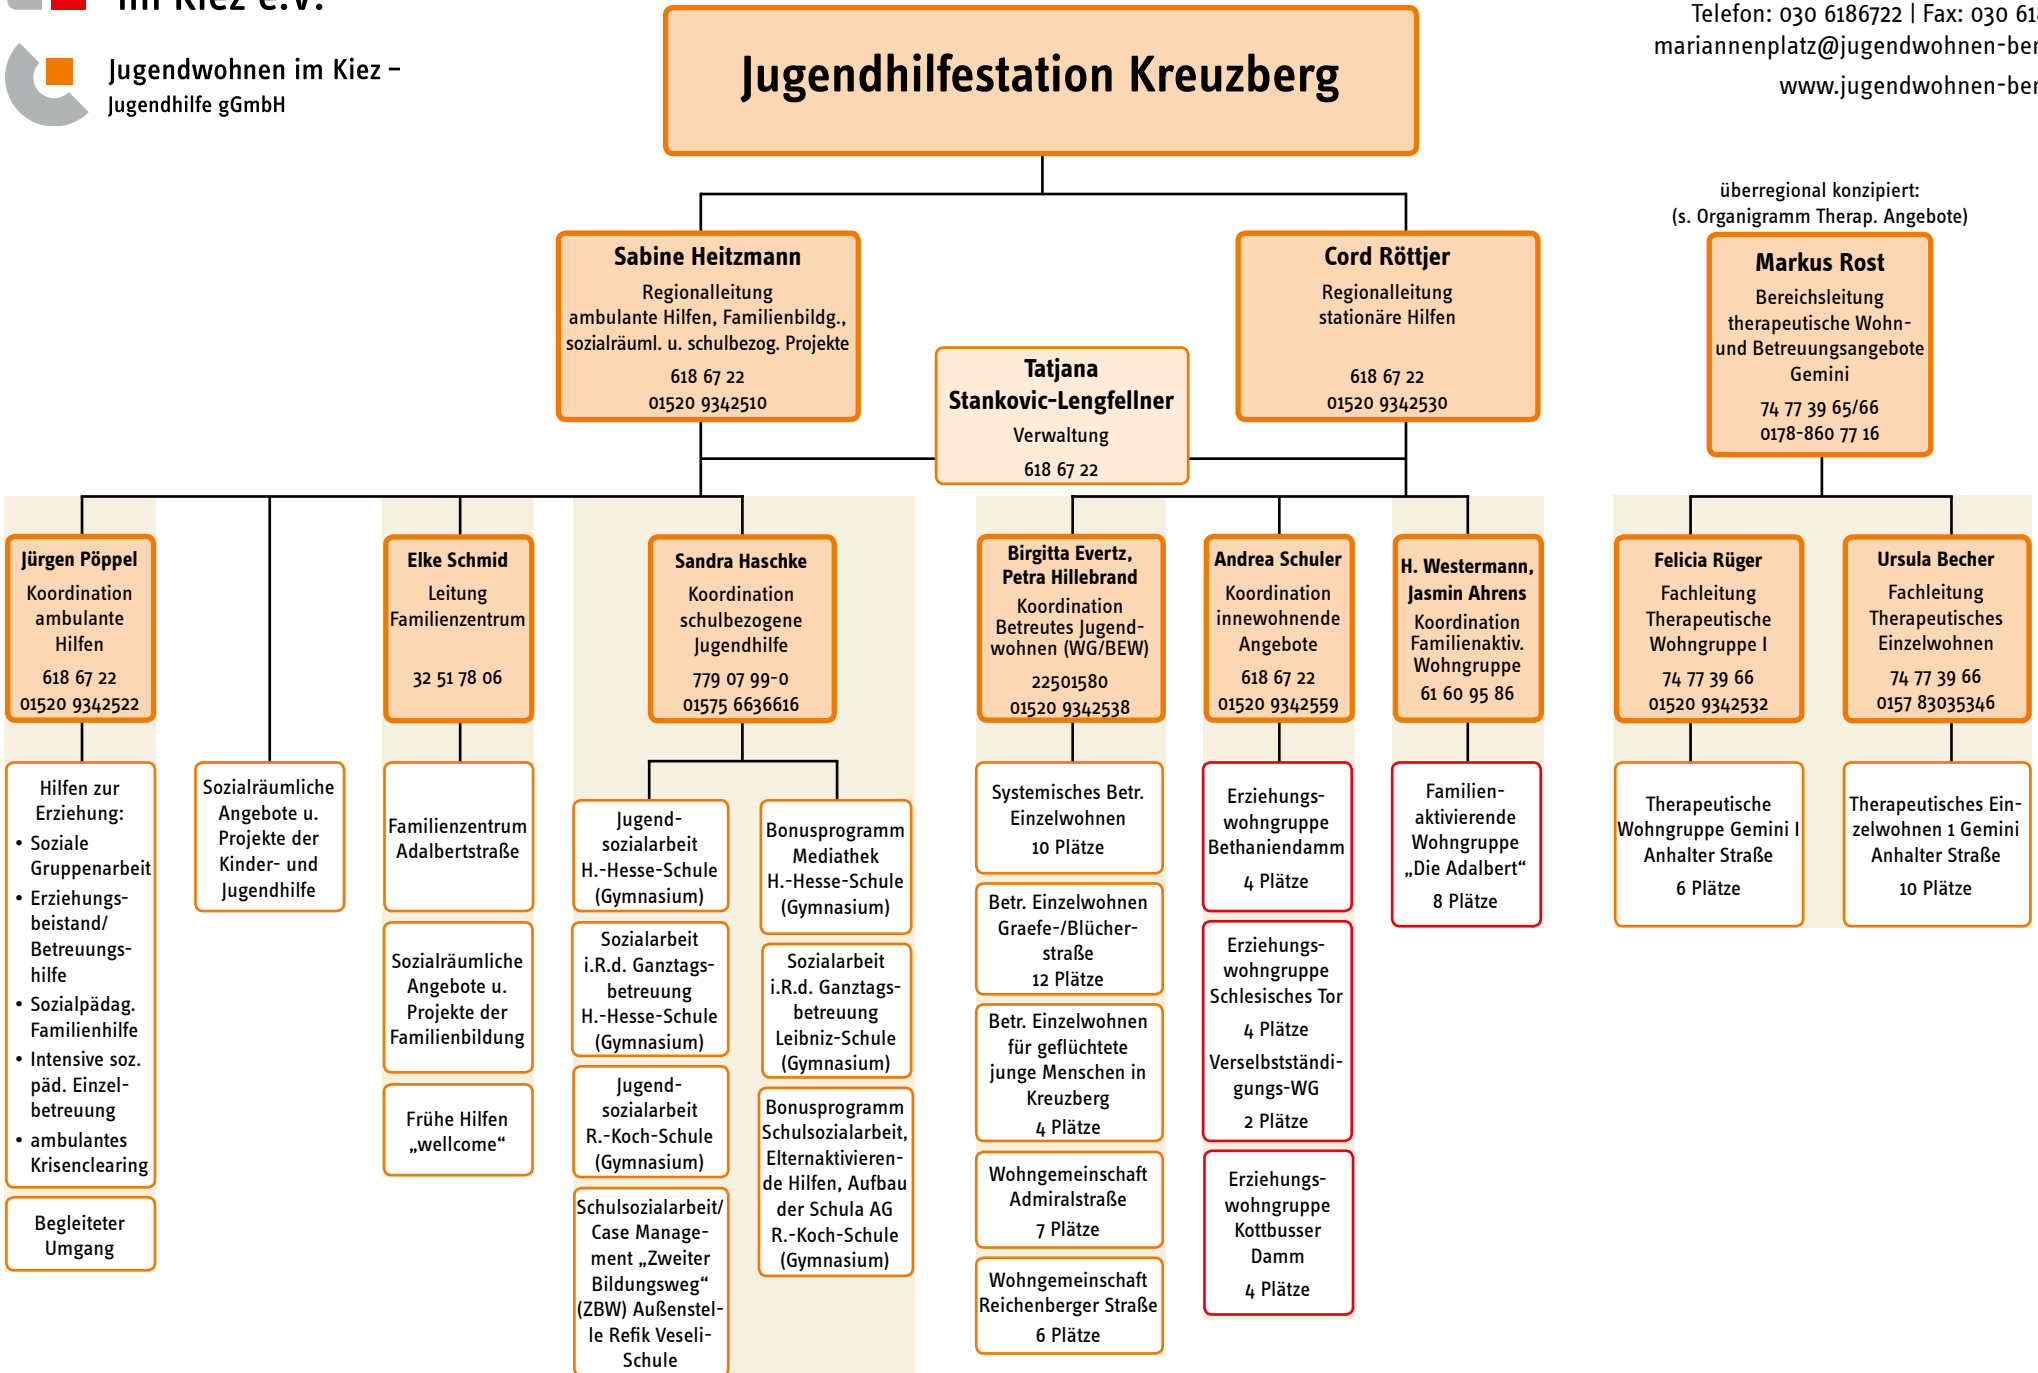 im Kiez e.V.
Jugendwohnen im Kiez –
Jugendhilfe gGmbH
Jugendhilfestation Kreuzberg
Telefon: 030 6186722 | Fax: 030 618
mariannenplatz@jugendwohnen-ber
www.jugendwohnen-ber
Sabine Heitzmann
Regionalleitung
ambulante Hilfen, Familienbildg.,
sozialräuml. u. schulbezog. Projekte
618 67 22
01520 9342510
Tatjana
Stankovic-Lengfellner
Verwaltung
618 67 22
Cord Röttjer
Regionalleitung
stationäre Hilfen
618 67 22
01520 9342530
überregional konzipiert:
(s. Organigramm Therap. Angebote)
Markus Rost
Bereichsleitung
therapeutische Wohn-
und Betreuungsangebote
Gemini
74 77 39 65/66
0178-860 77 16
Jürgen Pöppel
Koordination
ambulante
Hilfen
618 67 22
01520 9342522
Elke Schmid
Leitung
Familienzentrum
32 51 78 06
Sandra Haschke
Koordination
schulbezogene
Jugendhilfe
779 07 99-0
01575 6636616
Birgitta Evertz,
Petra Hillebrand
Koordination
Betreutes Jugend-
wohnen (WG/BEW)
22501580
01520 9342538
Andrea Schuler
Koordination
innewohnende
Angebote
618 67 22
01520 9342559
H. Westermann,
Jasmin Ahrens
Koordination
Familienaktiv.
Wohngruppe
61 60 95 86
Felicia Rüger
Fachleitung
Therapeutische
Wohngruppe I
74 77 39 66
01520 9342532
Ursula Becher
Fachleitung
Therapeutisches
Einzelwohnen
74 77 39 66
0157 83035346
Hilfen zur
Erziehung:
• Soziale
Gruppenarbeit
• Erziehungs-
beistand/
Betreuungs-
hilfe
• Sozialpädag.
Familienhilfe
• Intensive soz.
päd. Einzel-
betreuung
• ambulantes
Krisenclearing
Begleiteter
Umgang
Sozialräumliche
Angebote u.
Projekte der
Kinder- und
Jugendhilfe
Familienzentrum
Adalbertstraße
Sozialräumliche
Angebote u.
Projekte der
Familienbildung
Frühe Hilfen
„wellcome“
Jugend-
sozialarbeit
H.-Hesse-Schule
(Gymnasium)
Sozialarbeit
i.R.d. Ganztags-
betreuung
H.-Hesse-Schule
(Gymnasium)
Jugend-
sozialarbeit
R.-Koch-Schule
(Gymnasium)
Schulsozialarbeit/
Case Manage-
ment „Zweiter
Bildungsweg“
(ZBW) Außenstel-
le Refik Veseli-
Schule
Bonusprogramm
Mediathek
H.-Hesse-Schule
(Gymnasium)
Sozialarbeit
i.R.d. Ganztags-
betreuung
Leibniz-Schule
(Gymnasium)
Bonusprogramm
Schulsozialarbeit,
Elternaktivieren-
de Hilfen, Aufbau
der Schula AG
R.-Koch-Schule
(Gymnasium)
Systemisches Betr.
Einzelwohnen
10 Plätze
Betr. Einzelwohnen
Graefe-/Blücher-
straße
12 Plätze
Betr. Einzelwohnen
für geflüchtete
junge Menschen in
Kreuzberg
4 Plätze
Wohngemeinschaft
Admiralstraße
7 Plätze
Wohngemeinschaft
Reichenberger Straße
6 Plätze
Erziehungs-
wohngruppe
Bethaniendamm
4 Plätze
Erziehungs-
wohngruppe
Schlesisches Tor
4 Plätze
Verselbstständi-
gungs-WG
2 Plätze
Erziehungs-
wohngruppe
Kottbusser
Damm
4 Plätze
Familien-
aktivierende
Wohngruppe
„Die Adalbert“
8 Plätze
Therapeutische
Wohngruppe Gemini I
Anhalter Straße
6 Plätze
Therapeutisches Ein-
zelwohnen 1 Gemini
Anhalter Straße
10 Plätze